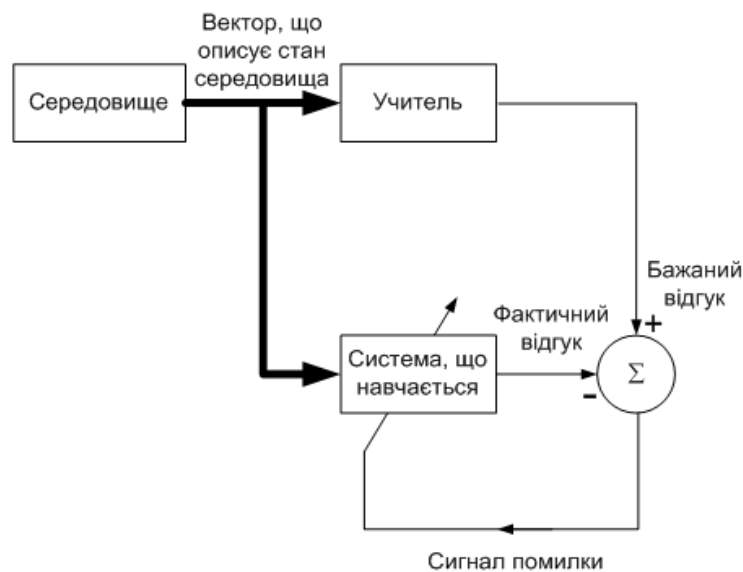 Вектор, що
описує стан
середовища
Середовище
Учитель
Бажаний
відгук
+
Фактичний
відгук
Система, що
навчається
Σ
-
Сигнал помилки